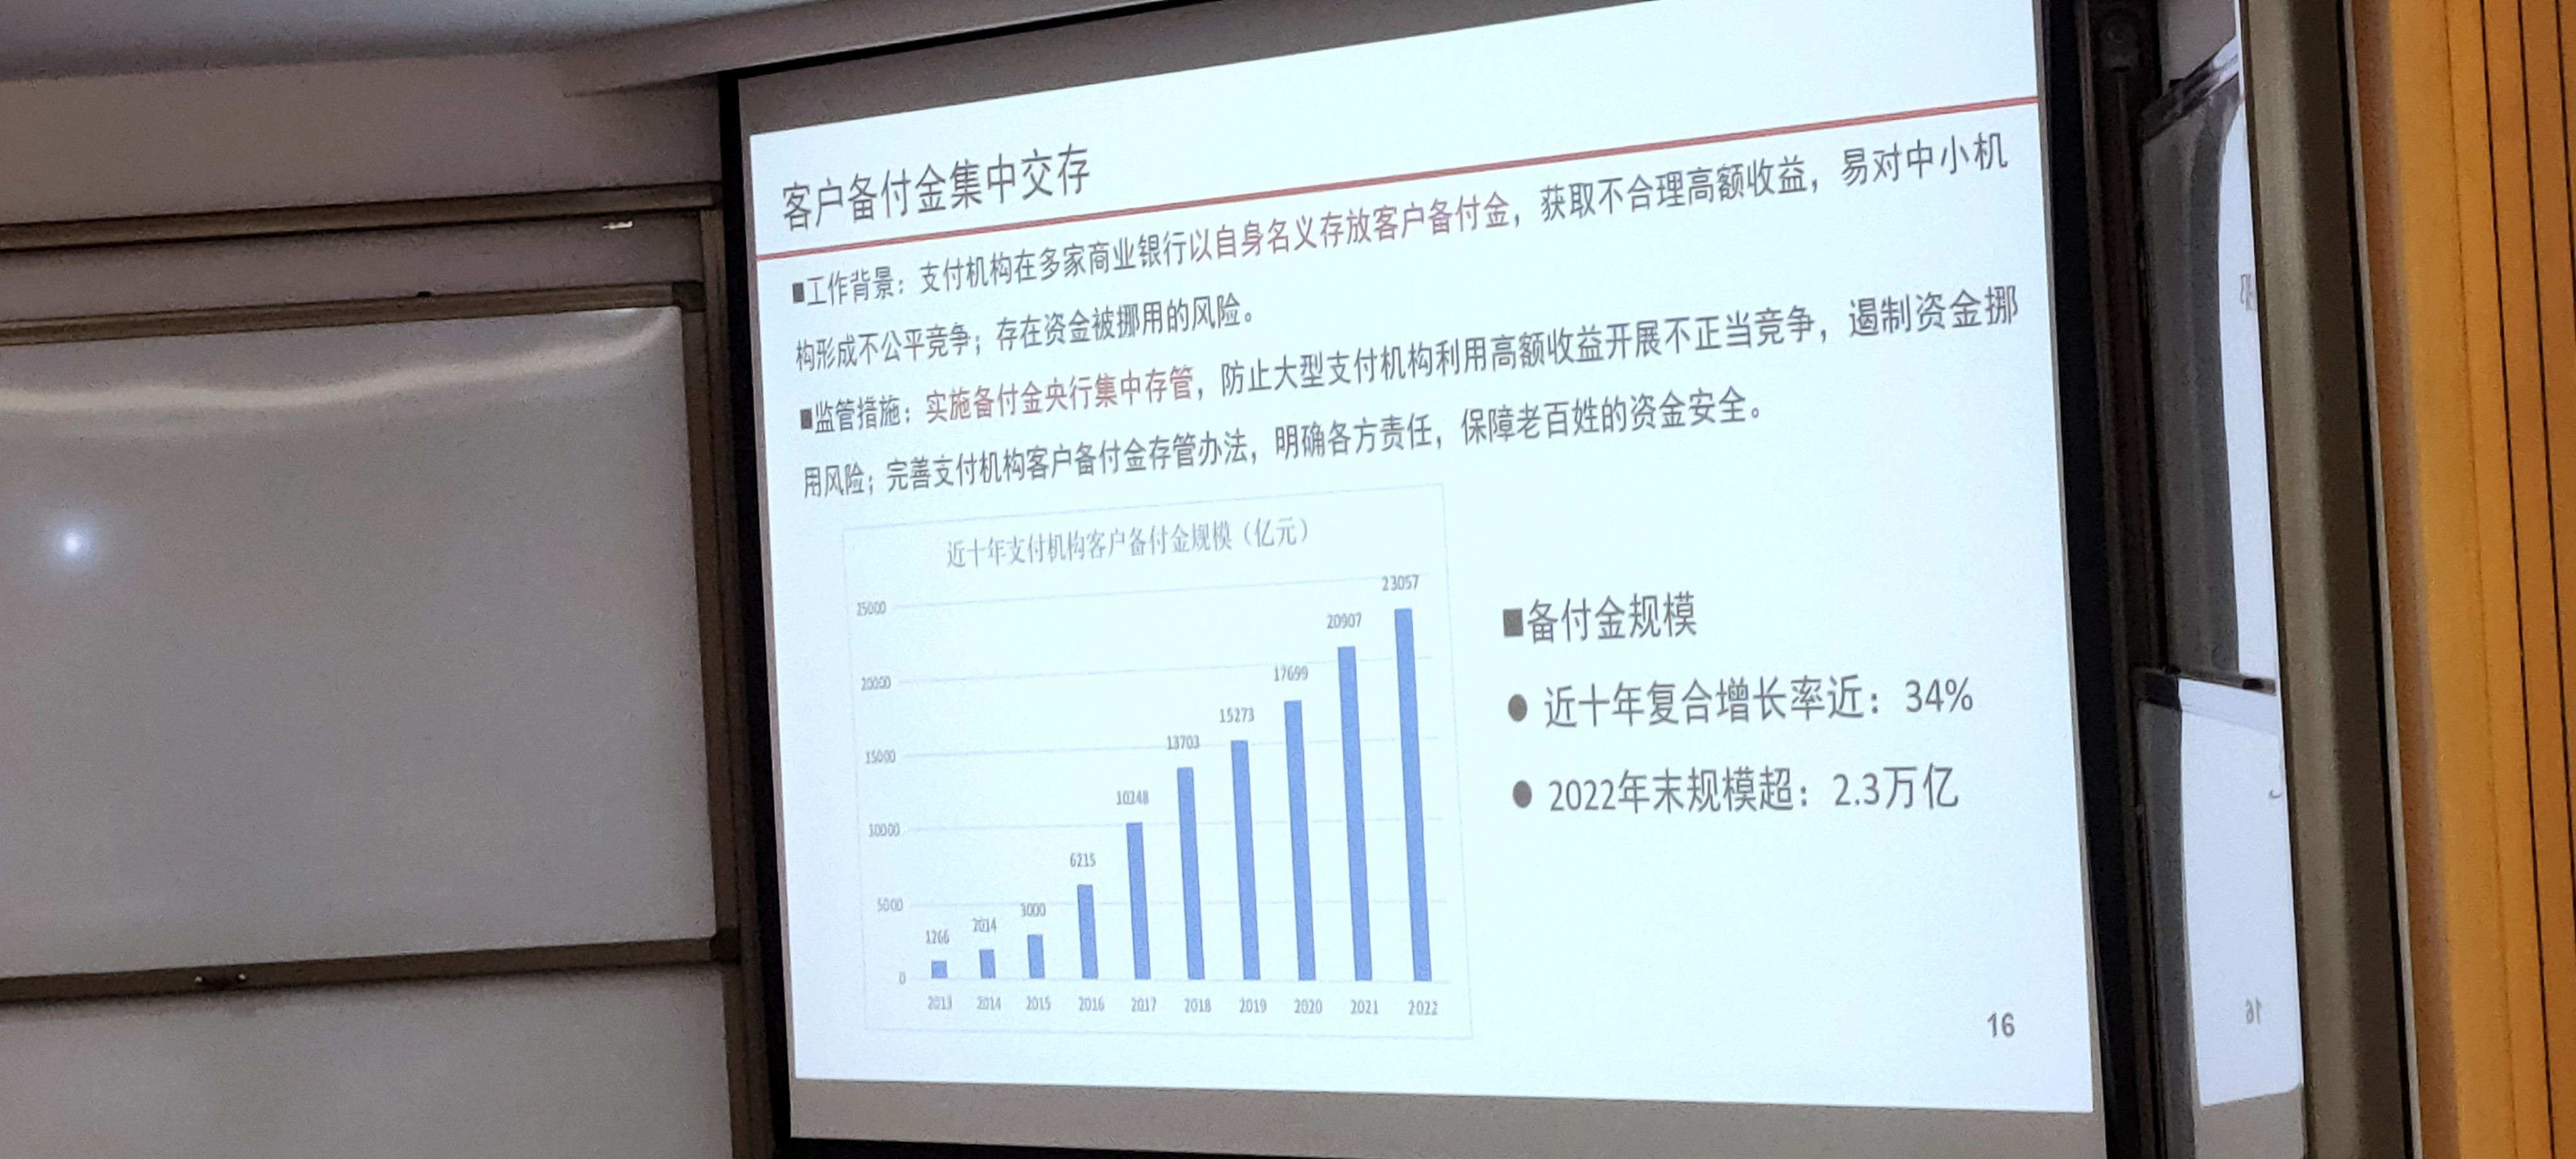 客户备付金集中交存
■工作背景：支付机构在多家商业银行以自身名义存放客户备付金，获取不合理高额收益，易对中小机
构形成不公平竞争；存在资金被挪用的风险。
■监管措施：实施备付金央行集中存管，防止大型支付机构利用高额收益开展不正当竞争，遏制资金挪
用风险；完善支付机构客户备付金存管办法，明确各方责任，保障老百姓的资金安全。
近十年支付机构客户备付金规模（亿元）
25000
20000
15000
10000
5000
0
1266
2014
3000
6215
10248
13703
15273
17699
20907
23057
2013 2014 2015 2016 2017 2018 2019 2020 2021 2022
■备付金规模
● 近十年复合增长率近：34%
● 2022年末规模超：2.3万亿
16